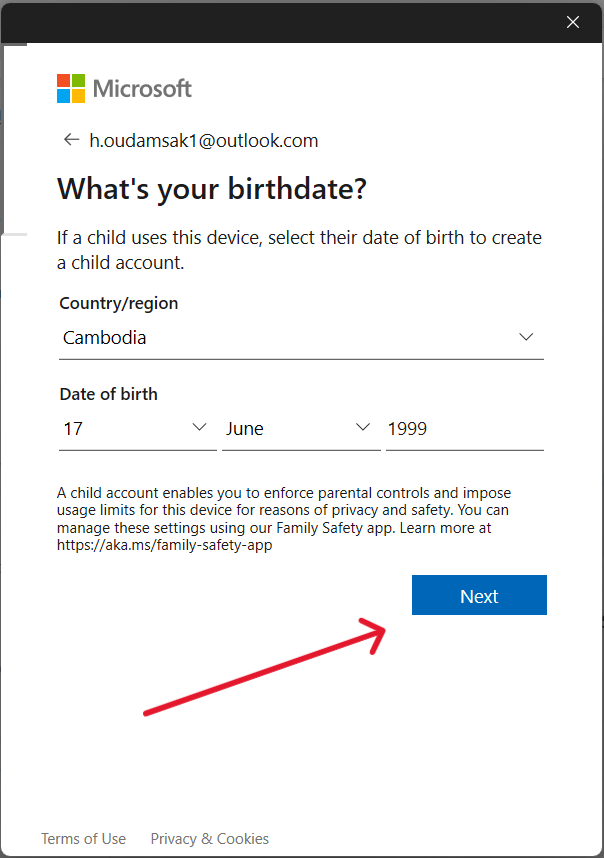 Microsoft
h.oudamsak1@outlook.com
What's your birthdate?
If a child uses this device, select their date of birth to create
a child account.
Country/region
Cambodia
Date of birth
17 June 1999
A child account enables you to enforce parental controls and impose
usage limits for this device for reasons of privacy and safety. You can
manage these settings using our Family Safety app. Learn more at
https://aka.ms/family-safety-app
Next
Terms of Use Privacy & Cookies